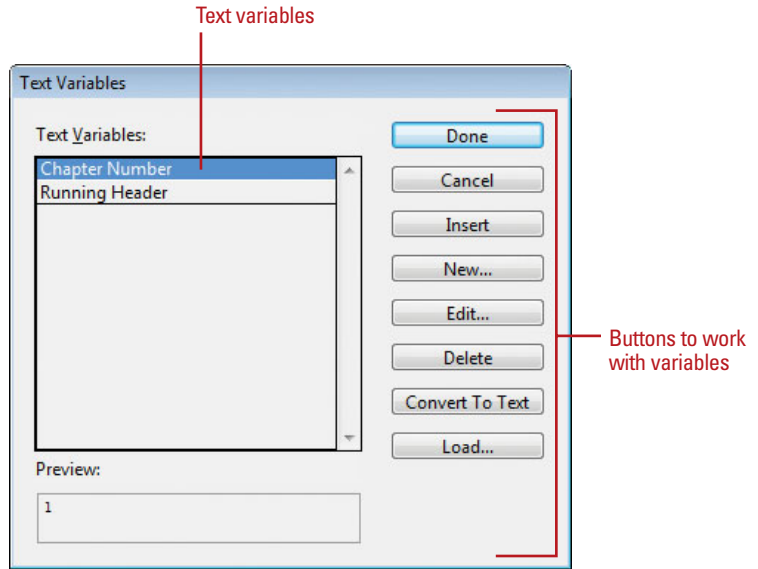 Text variables
Text Variables
Text Variables:
Chapter Number
Running Header
Done
Cancel
Insert
New...
Edit...
Delete
Convert To Text
Load...
Buttons to work
with variables
Preview:
1